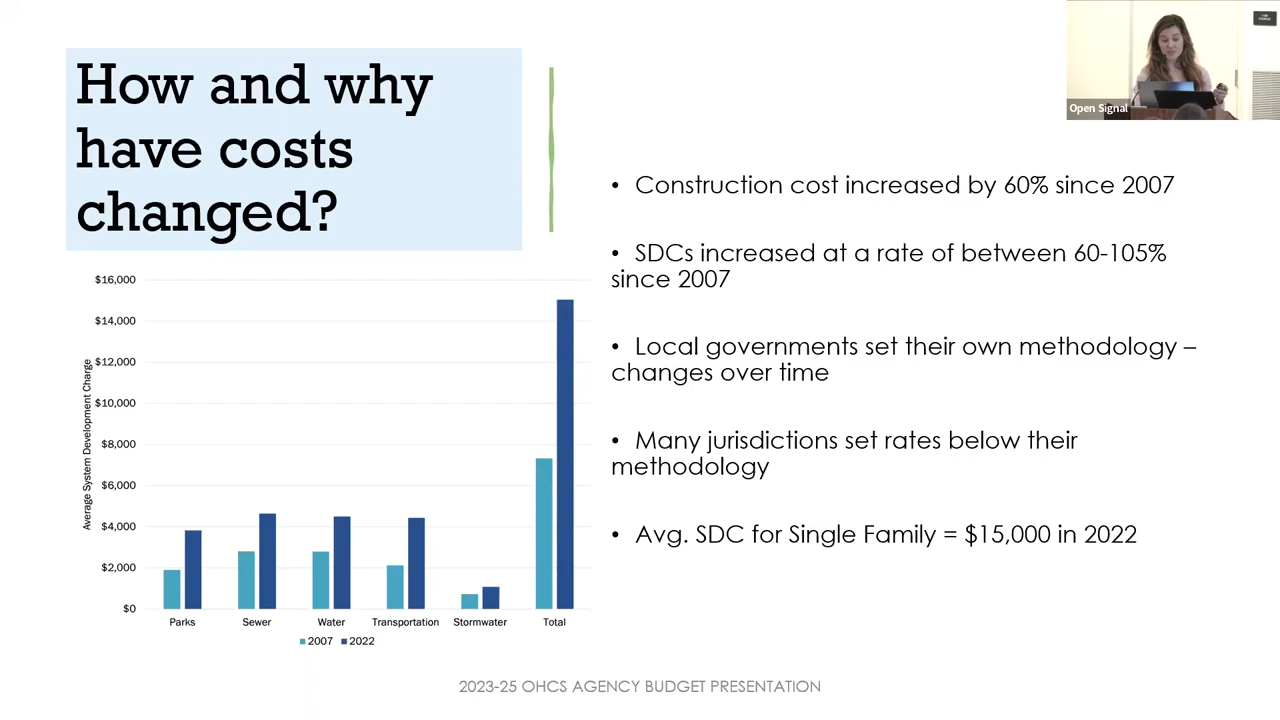 How and why
have costs
changed?
Open Signal
• Construction cost increased by 60% since 2007
• SDCs increased at a rate of between 60-105%
since 2007
• Local governments set their own methodology –
changes over time
• Many jurisdictions set rates below their
methodology
• Avg. SDC for Single Family = $15,000 in 2022
Average System Development Charge
$16,000
$14,000
$12,000
$10,000
$8,000
$6,000
$4,000
$2,000
$0
Parks Sewer Water Transportation Stormwater Total
2007 2022
2023-25 OHCS AGENCY BUDGET PRESENTATION